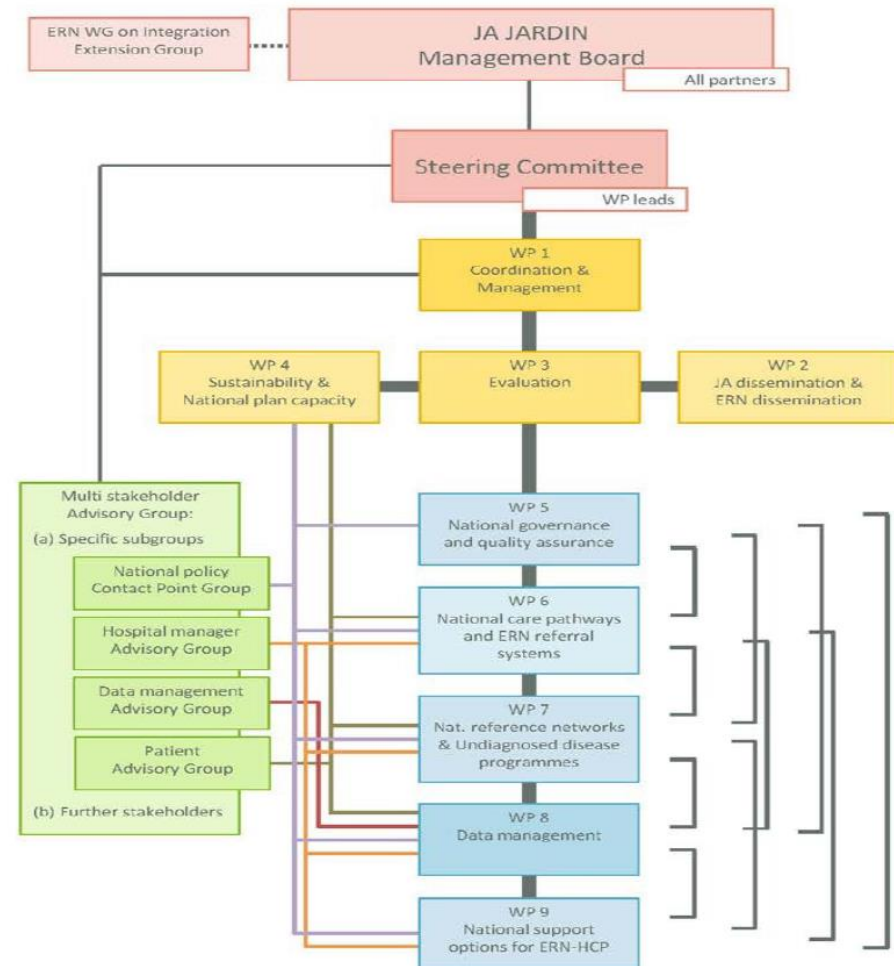 ERN WG on Integration
Extension Group
JA JARDIN
Management Board
All partners
Steering Committee
WP leads
WP 1
Coordination &
Management
WP 4
Sustainability &
National plan capacity
WP 3
Evaluation
WP 2
JA dissemination &
ERN dissemination
Multi stakeholder
Advisory Group:
(a) Specific subgroups
National policy
Contact Point Group
Hospital manager
Advisory Group
Data management
Advisory Group
Patient
Advisory Group
(b) Further stakeholders
WP 5
National governance
and quality assurance
WP 6
National care pathways
and ERN referral
systems
WP 7
Nat. reference networks
& Undiagnosed disease
programmes
WP 8
Data management
WP 9
National support
options for ERN-HCP